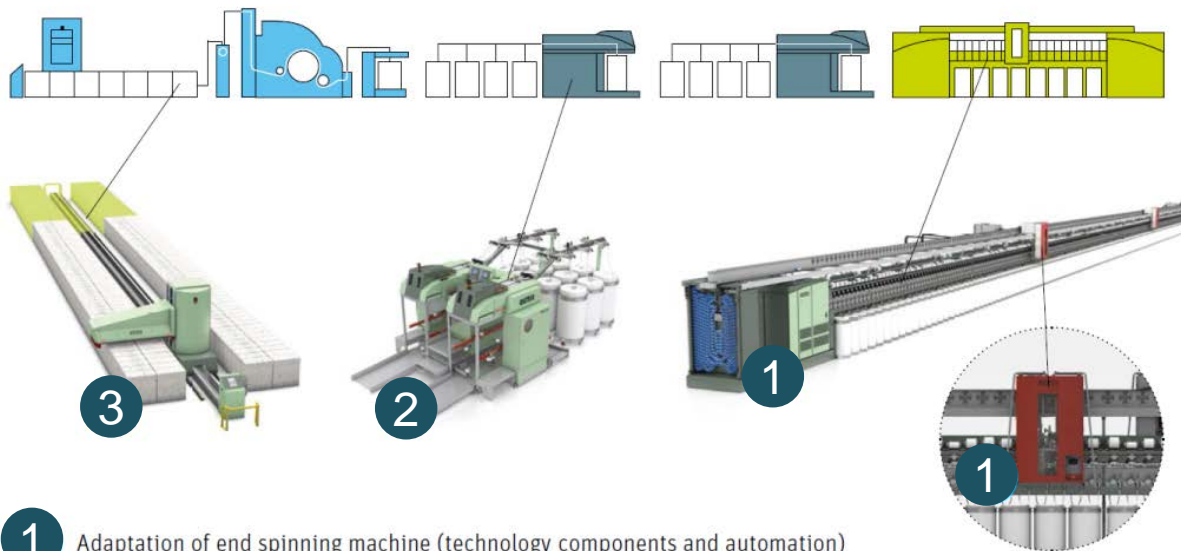 3
2
1
1
1 Adaptation of end spinning machine (technology components and automation)